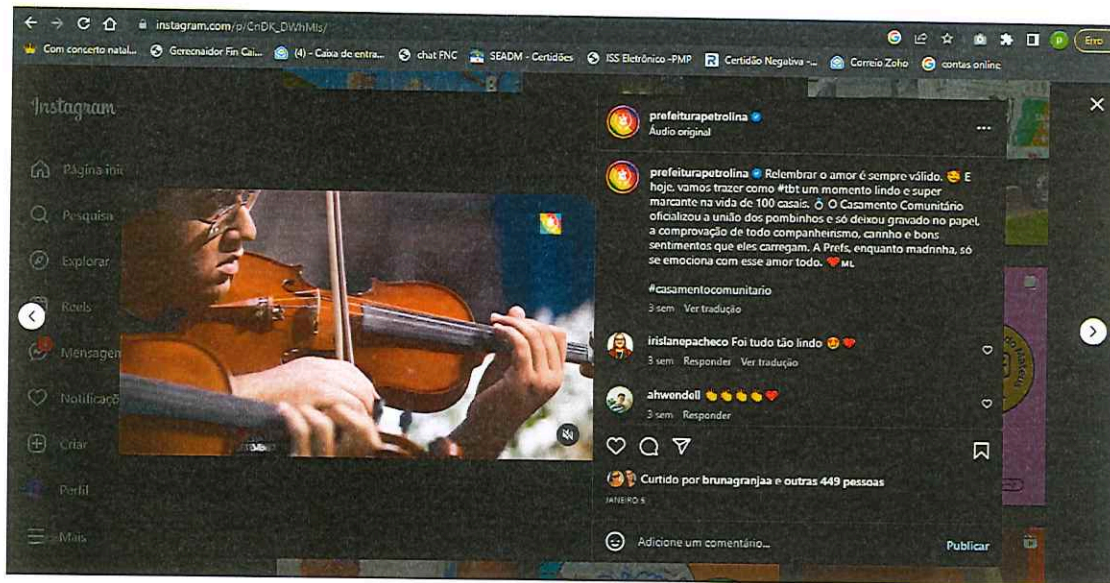 instagram.com/p/CnDK_DWhMIs/
Erro
Com concerto natal...
Gerecnaidor Fin Cai...
(4) - Caixa de entra...
chat FNC
SEADM - Certidões
ISS Eletrônico -PMP
Certidão Negativa -...
Correio Zoho
contas online
Instagram
Página ini
Pesquisa
Explorar
Reels
Mensagen
Notificaçõ
Criar
Perfil
Mais
prefeiturapetrolina
Áudio original
prefeiturapetrolina Relembrar o amor é sempre válido. 🥰 E
hoje, vamos trazer como #tbt um momento lindo e super
marcante na vida de 100 casais. 💍 O Casamento Comunitário
oficializou a união dos pombinhos e só deixou gravado no papel,
a comprovação de todo companheirismo, carinho e bons
sentimentos que eles carregam. A Prefs, enquanto madrinha, só
se emociona com esse amor todo. ❤️ ML
#casamentocomunitario
3 sem Ver tradução
irislanepacheco Foi tudo tão lindo 😍❤️
3 sem Responder Ver tradução
ahwendell 👏👏👏👏❤️
3 sem Responder
Curtido por brunagranjaa e outras 449 pessoas
JANEIRO 5
Adicione um comentário...
Publicar